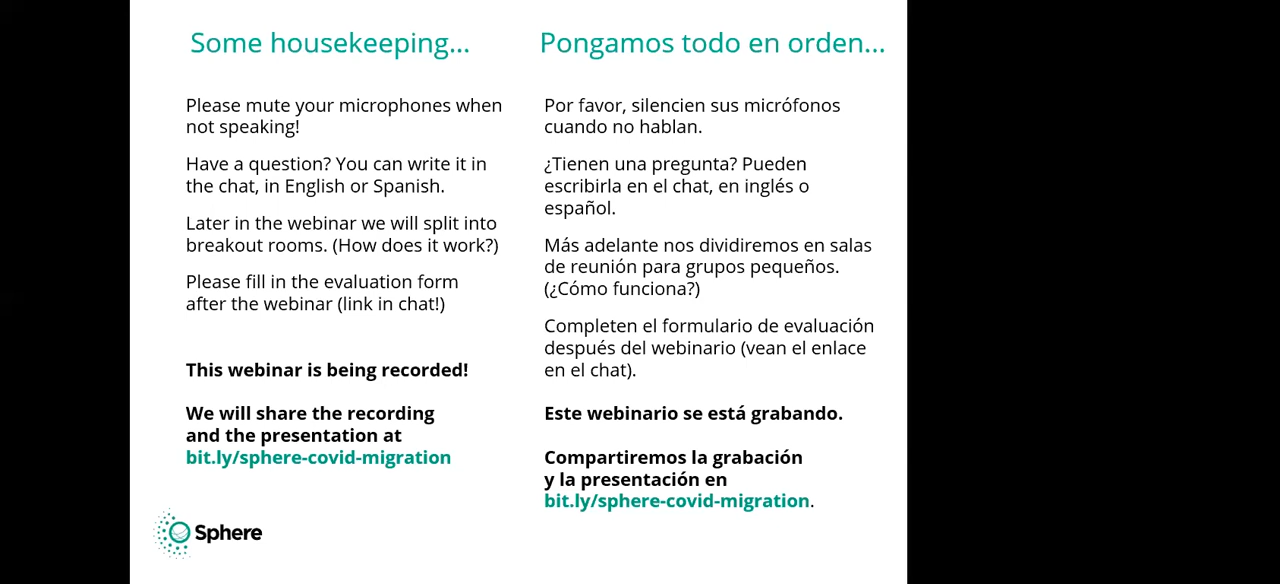 Some housekeeping...
Please mute your microphones when
not speaking!
Have a question? You can write it in
the chat, in English or Spanish.
Later in the webinar we will split into
breakout rooms. (How does it work?)
Please fill in the evaluation form
after the webinar (link in chat!)
This webinar is being recorded!
We will share the recording
and the presentation at
bit.ly/sphere-covid-migration
Pongamos todo en orden...
Por favor, silencien sus micrófonos
cuando no hablan.
¿Tienen una pregunta? Pueden
escribirla en el chat, en inglés o
español.
Más adelante nos dividiremos en salas
de reunión para grupos pequeños.
(¿Cómo funciona?)
Completen el formulario de evaluación
después del webinario (vean el enlace
en el chat).
Este webinario se está grabando.
Compartiremos la grabación
y la presentación en
bit.ly/sphere-covid-migration.
Sphere